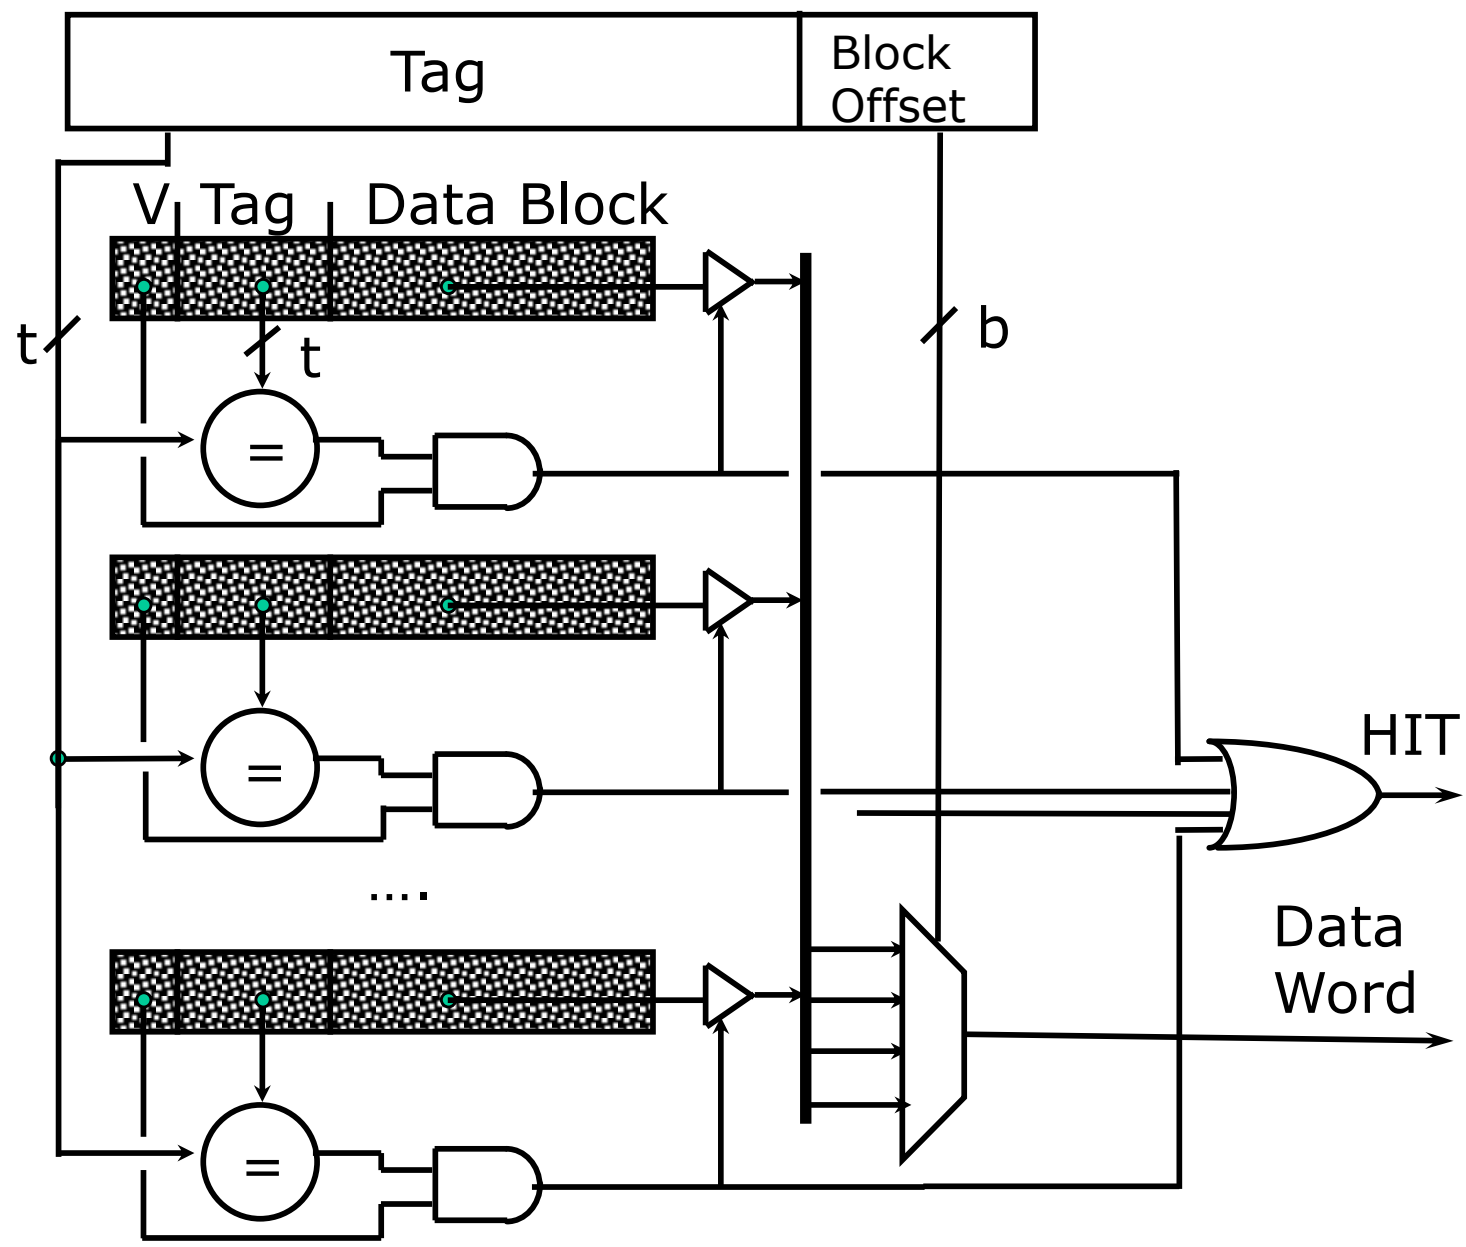 Tag
Block
Offset
V Tag Data Block
t
t
b
=
=
....
=
HIT
Data
Word